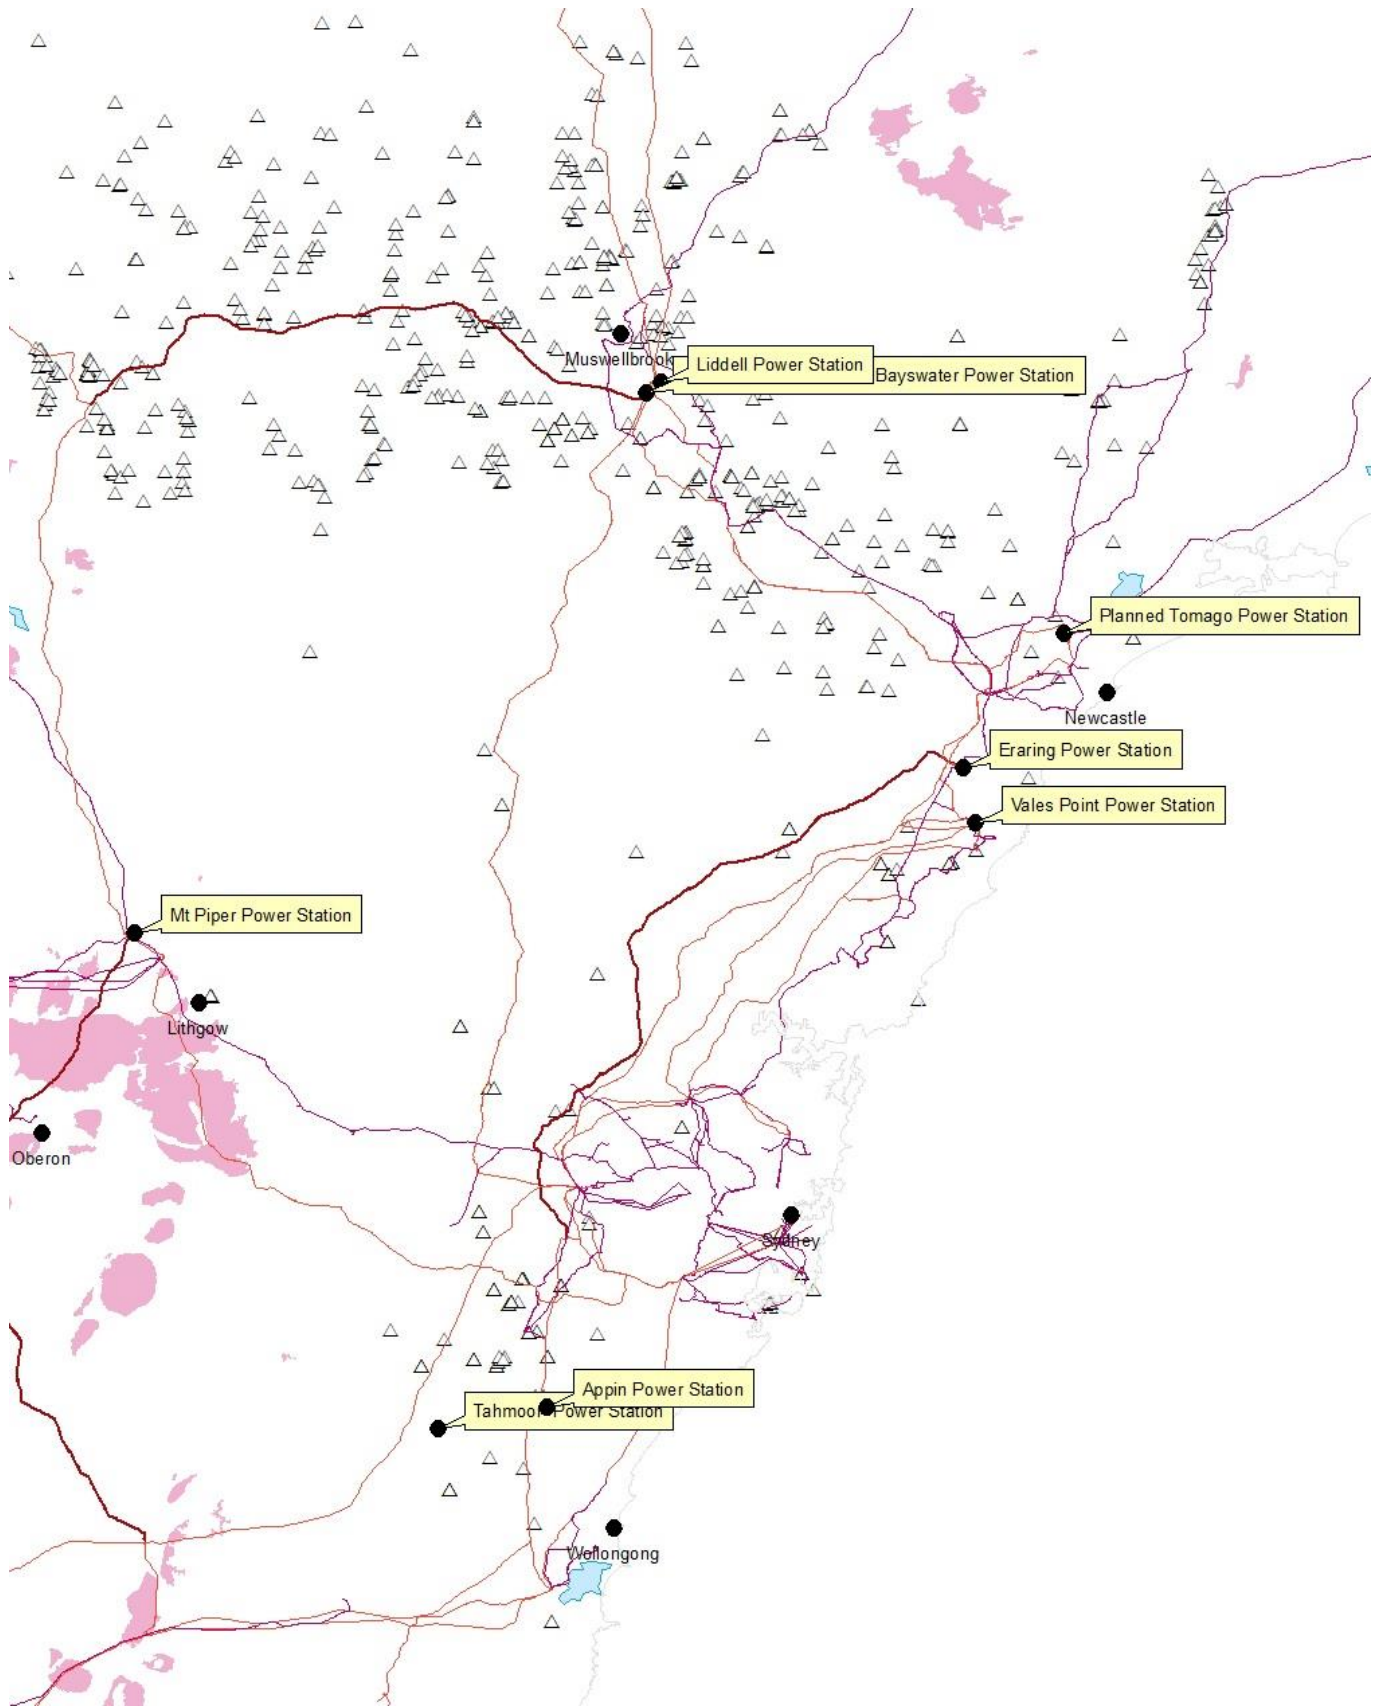 Muswellbrook
Liddell Power Station
Bayswater Power Station
Planned Tomago Power Station
Newcastle
Eraring Power Station
Vales Point Power Station
Mt Piper Power Station
Lithgow
Oberon
Sydney
Appin Power Station
Tahmoor Power Station
Wollongong